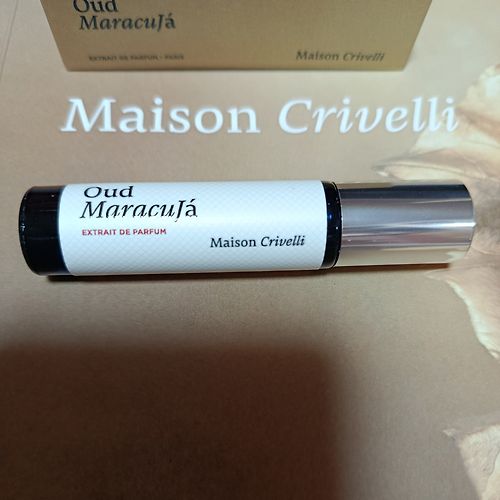 Oud
MaracuJá
EXTRAIT DE PARFUM - PARIS
Maison Crivelli
Maison Crivelli
Oud
MaracuJá
EXTRAIT DE PARFUM
Maison Crivelli